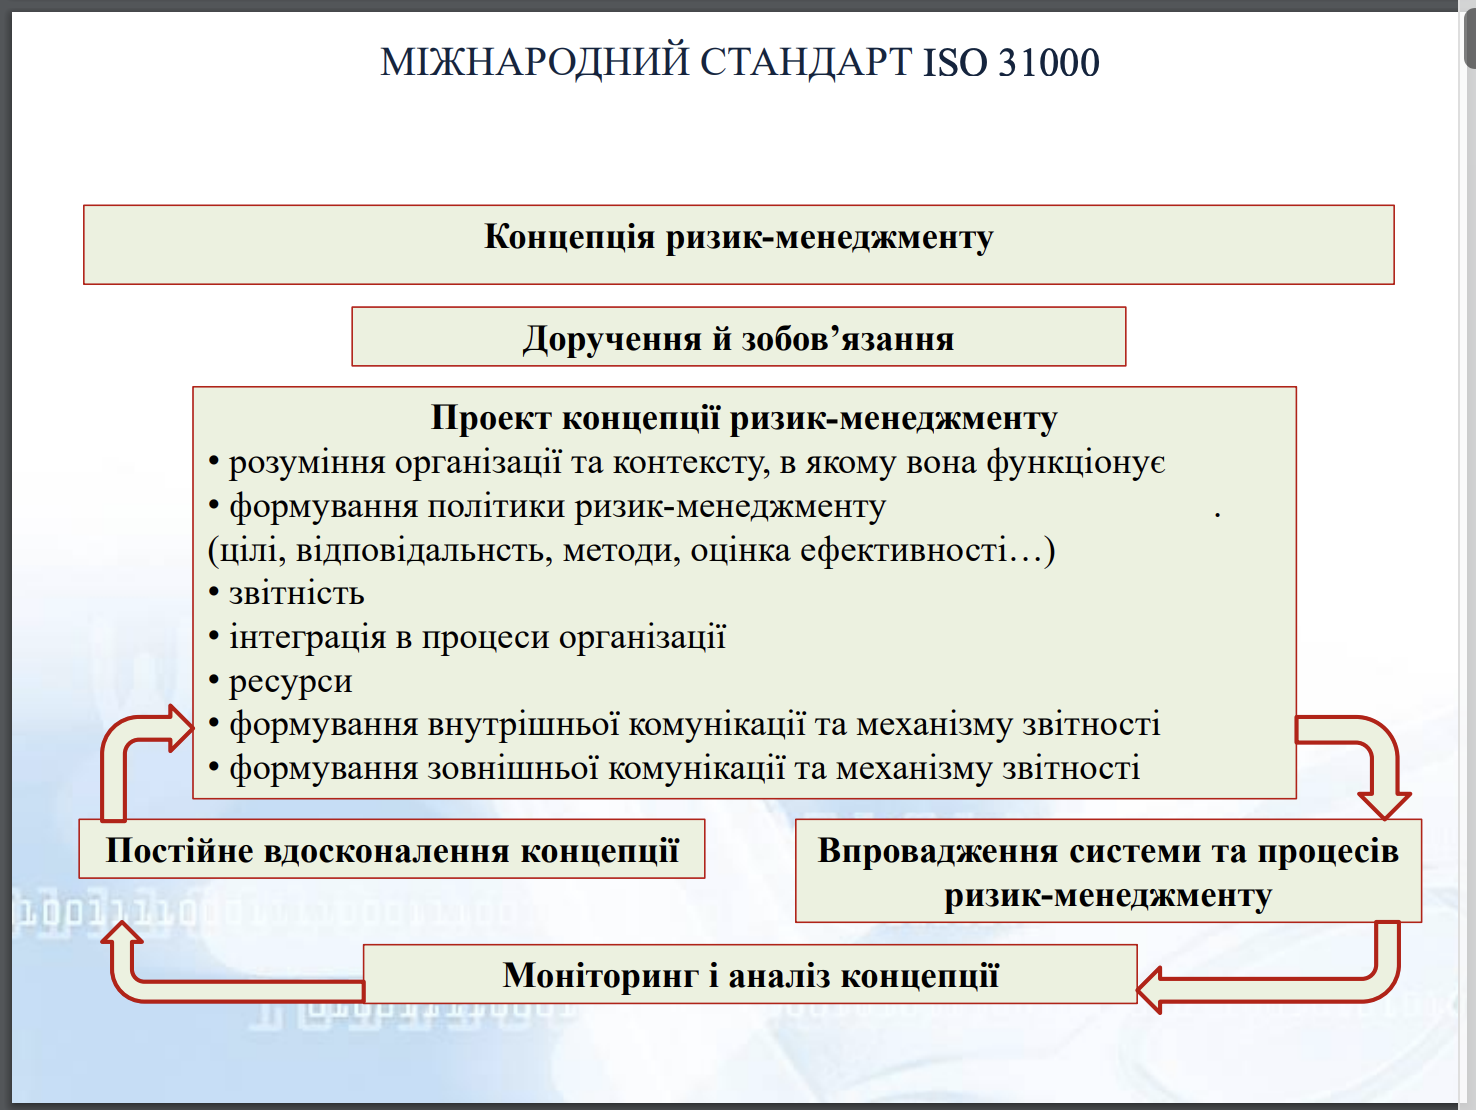 МІЖНАРОДНИЙ СТАНДАРТ ISO 31000
Концепція ризик-менеджменту
Доручення й зобов’язання
Проект концепції ризик-менеджменту
• розуміння організації та контексту, в якому вона функціонує
• формування політики ризик-менеджменту .
(цілі, відповідальнсть, методи, оцінка ефективності…)
• звітність
• інтеграція в процеси організації
• ресурси
• формування внутрішньої комунікації та механізму звітності
• формування зовнішньої комунікації та механізму звітності
Постійне вдосконалення концепції
Впровадження системи та процесів
ризик-менеджменту
Моніторинг і аналіз концепції